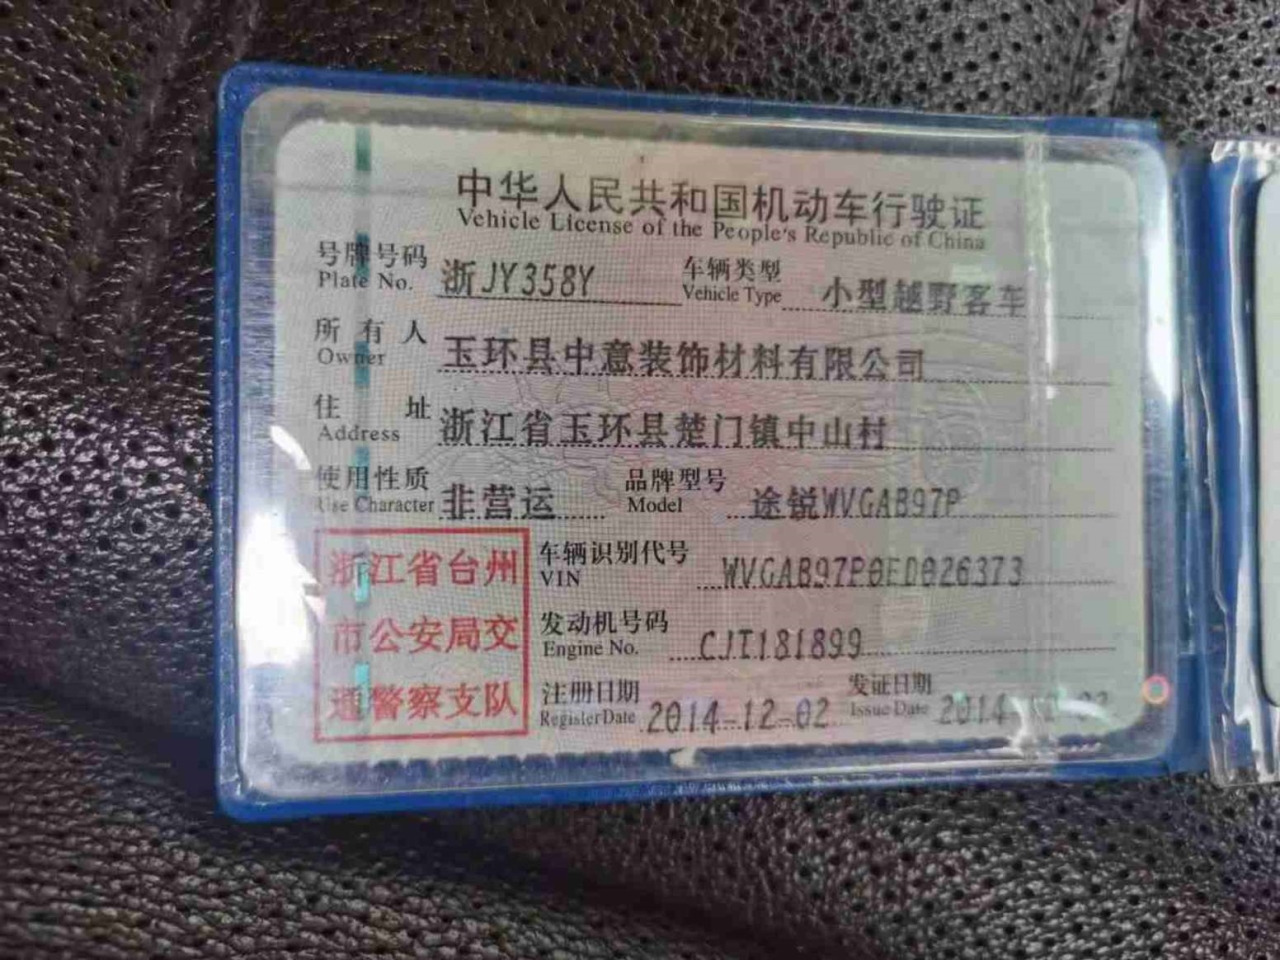 中华人民共和国机动车行驶证
Vehicle License of the People's Republic of China
号牌号码 浙JY358Y 车辆类型 小型越野客车
Plate No. Vehicle Type
所有人 玉环县中意装饰材料有限公司
Owner
住址 浙江省玉环县楚门镇中山村
Address
使用性质 非营运 品牌型号 途锐WVGAB97P
Use Character Model
浙江省台州
市公安局交
通警察支队
车辆识别代号 WVGAB97P0ED026373
VIN
发动机号码 CJT181899
Engine No.
注册日期 2014-12-02 发证日期 2014
Register Date Issue Date